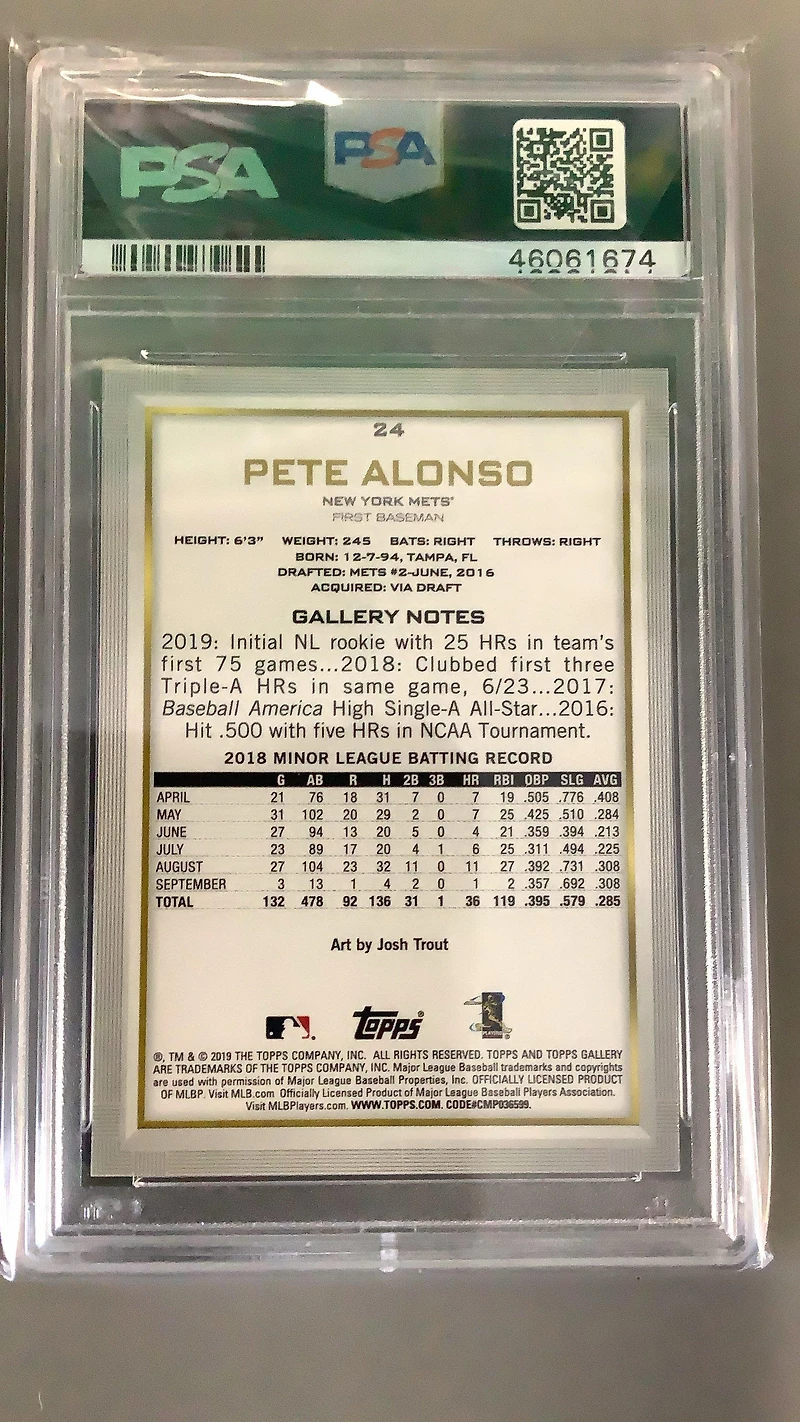 PSA PSA
46061674
24
PETE ALONSO
NEW YORK METS®
FIRST BASEMAN
HEIGHT: 6'3" WEIGHT: 245 BATS: RIGHT THROWS: RIGHT
BORN: 12-7-94, TAMPA, FL
DRAFTED: METS #2-JUNE, 2016
ACQUIRED: VIA DRAFT
GALLERY NOTES
2019: Initial NL rookie with 25 HRs in team's
first 75 games...2018: Clubbed first three
Triple-A HRs in same game, 6/23...2017:
Baseball America High Single-A All-Star...2016:
Hit .500 with five HRs in NCAA Tournament.
2018 MINOR LEAGUE BATTING RECORD
G AB R H 2B 3B HR RBI OBP SLG AVG
APRIL 21 76 18 31 7 0 7 19 .505 .776 .408
MAY 31 102 20 29 2 0 7 25 .425 .510 .284
JUNE 27 94 13 20 5 0 4 21 .359 .394 .213
JULY 23 89 17 20 4 1 6 25 .311 .494 .225
AUGUST 27 104 23 32 11 0 11 27 .392 .731 .308
SEPTEMBER 3 13 1 4 2 0 1 2 .357 .692 .308
TOTAL 132 478 92 136 31 1 36 119 .395 .579 .285
Art by Josh Trout
topps®
®, TM & © 2019 THE TOPPS COMPANY, INC. ALL RIGHTS RESERVED. TOPPS AND TOPPS GALLERY
ARE TRADEMARKS OF THE TOPPS COMPANY, INC. Major League Baseball trademarks and copyrights
are used with permission of Major League Baseball Properties, Inc. OFFICIALLY LICENSED PRODUCT
OF MLBP. Visit MLB.com Officially Licensed Product of Major League Baseball Players Association.
Visit MLBPlayers.com. WWW.TOPPS.COM. CODE#CMP036599.